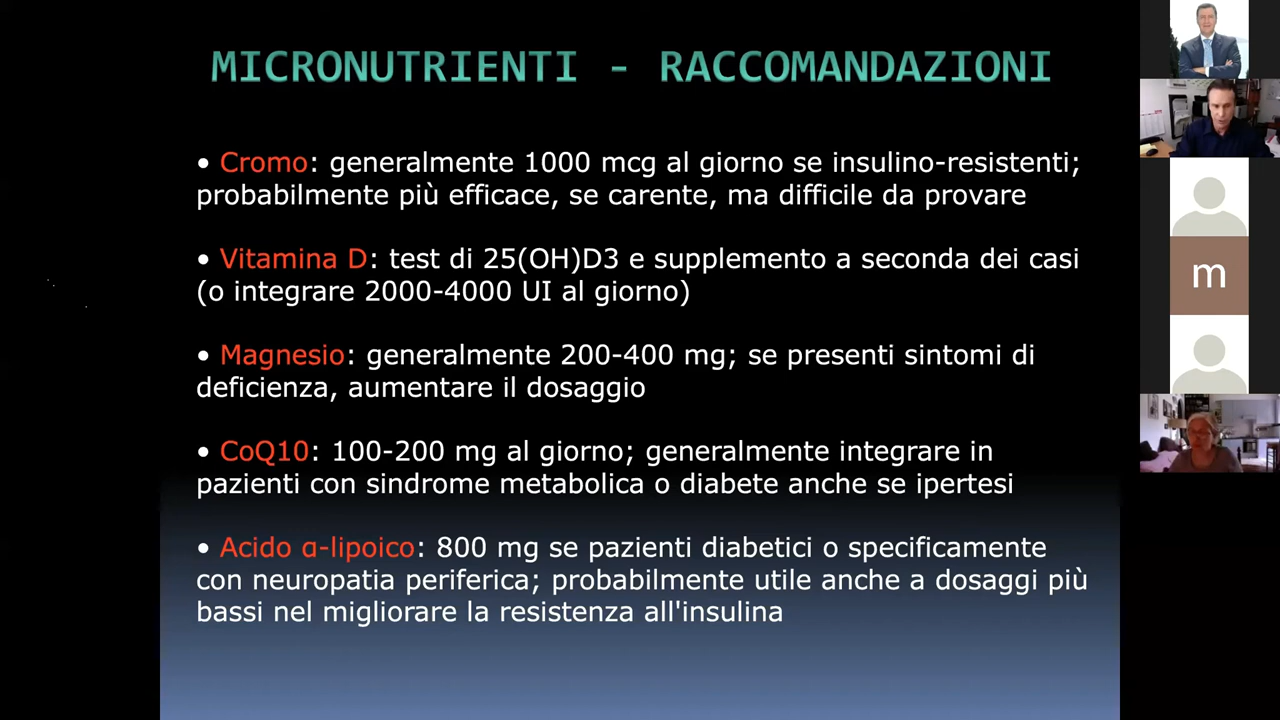 MICRONUTRIENTI - RACCOMANDAZIONI
• Cromo: generalmente 1000 mcg al giorno se insulino-resistenti;
probabilmente più efficace, se carente, ma difficile da provare
• Vitamina D: test di 25(OH)D3 e supplemento a seconda dei casi
(o integrare 2000-4000 UI al giorno)
• Magnesio: generalmente 200-400 mg; se presenti sintomi di
deficienza, aumentare il dosaggio
• CoQ10: 100-200 mg al giorno; generalmente integrare in
pazienti con sindrome metabolica o diabete anche se ipertesi
• Acido α-lipoico: 800 mg se pazienti diabetici o specificamente
con neuropatia periferica; probabilmente utile anche a dosaggi più
bassi nel migliorare la resistenza all'insulina
m